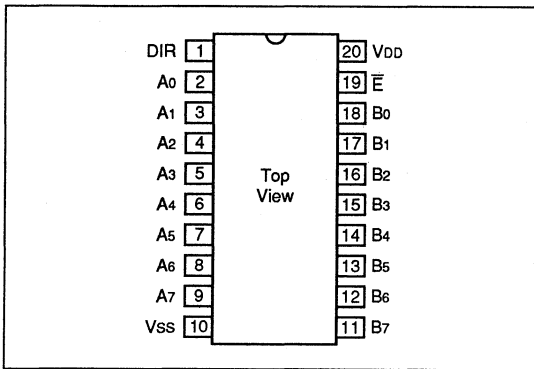 DIR 1 20 VDD
A0 2 19 E̅
A1 3 18 B0
A2 4 17 B1
A3 5 16 B2
A4 6 15 B3
A5 7 14 B4
A6 8 13 B5
A7 9 12 B6
VSS 10 11 B7
Top
View